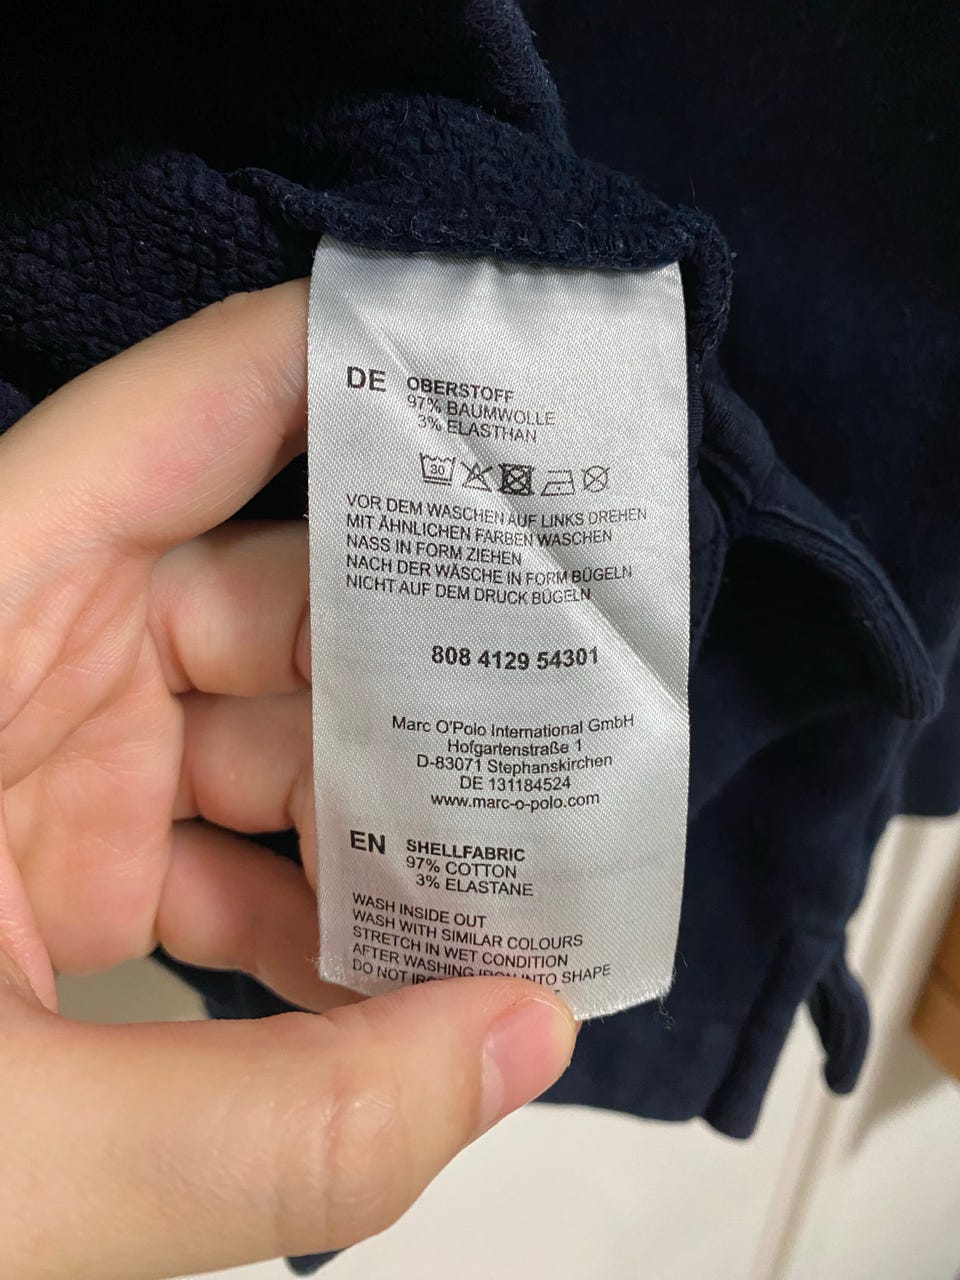 DE OBERSTOFF
97% BAUMWOLLE
3% ELASTHAN
30
VOR DEM WASCHEN AUF LINKS DREHEN
MIT ÄHNLICHEN FARBEN WASCHEN
NASS IN FORM ZIEHEN
NACH DER WÄSCHE IN FORM BÜGELN
NICHT AUF DEM DRUCK BÜGELN
808 4129 54301
Marc O'Polo International GmbH
Hofgartenstraße 1
D-83071 Stephanskirchen
DE 131184524
www.marc-o-polo.com
EN SHELLFABRIC
97% COTTON
3% ELASTANE
WASH INSIDE OUT
WASH WITH SIMILAR COLOURS
STRETCH IN WET CONDITION
AFTER WASHING IRON INTO SHAPE
DO NOT